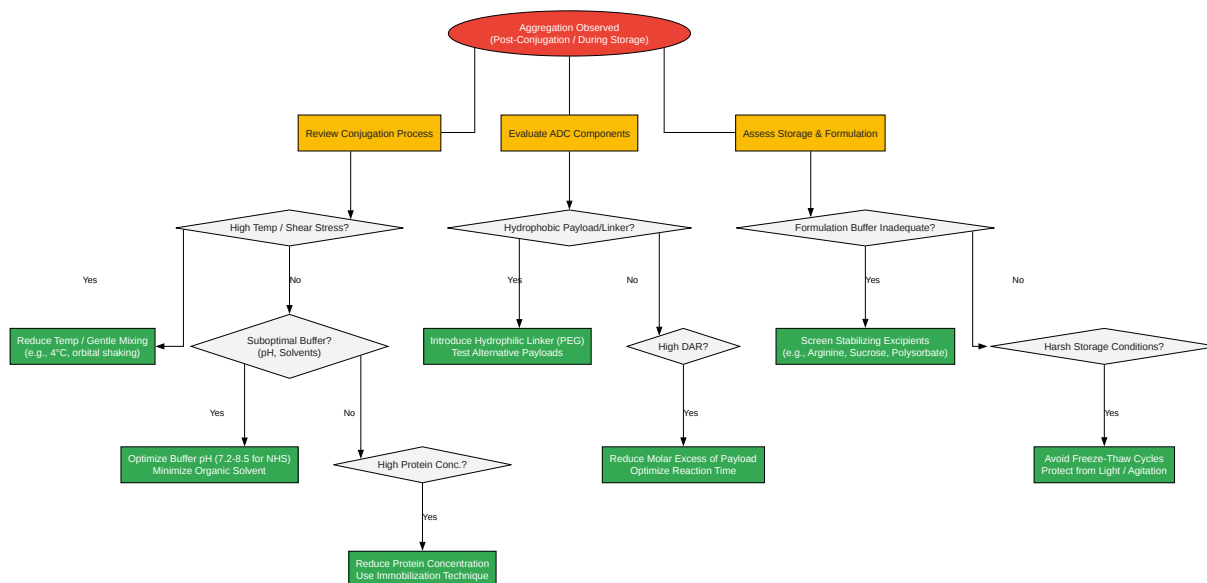 Aggregation Observed
(Post-Conjugation / During Storage)
Review Conjugation Process
Evaluate ADC Components
Assess Storage & Formulation
High Temp / Shear Stress?
Hydrophobic Payload/Linker?
Formulation Buffer Inadequate?
Yes
No
Yes
No
Yes
No
Reduce Temp / Gentle Mixing
(e.g., 4°C, orbital shaking)
Suboptimal Buffer?
(pH, Solvents)
Introduce Hydrophilic Linker (PEG)
Test Alternative Payloads
High DAR?
Screen Stabilizing Excipients
(e.g., Arginine, Sucrose, Polysorbate)
Harsh Storage Conditions?
Yes
No
Yes
Yes
Optimize Buffer pH (7.2-8.5 for NHS)
Minimize Organic Solvent
High Protein Conc.?
Reduce Molar Excess of Payload
Optimize Reaction Time
Avoid Freeze-Thaw Cycles
Protect from Light / Agitation
Yes
Reduce Protein Concentration
Use Immobilization Technique